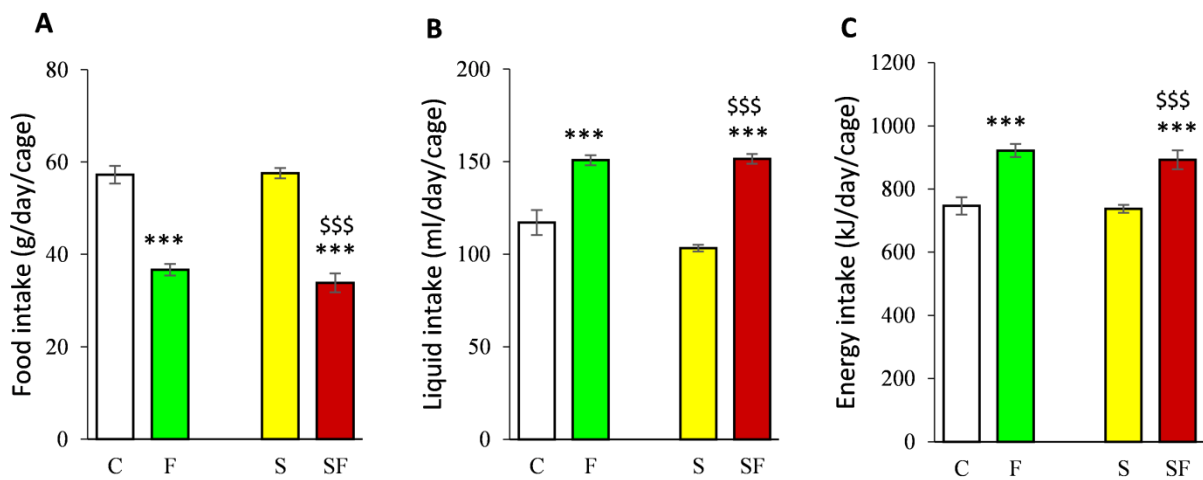 A
Food intake (g/day/cage)
80
60
40
20
0
***
$$$
***
C F S SF
B
Liquid intake (ml/day/cage)
200
150
100
50
0
***
$$$
***
C F S SF
C
Energy intake (kJ/day/cage)
1200
1000
800
600
400
200
0
***
$$$
***
C F S SF